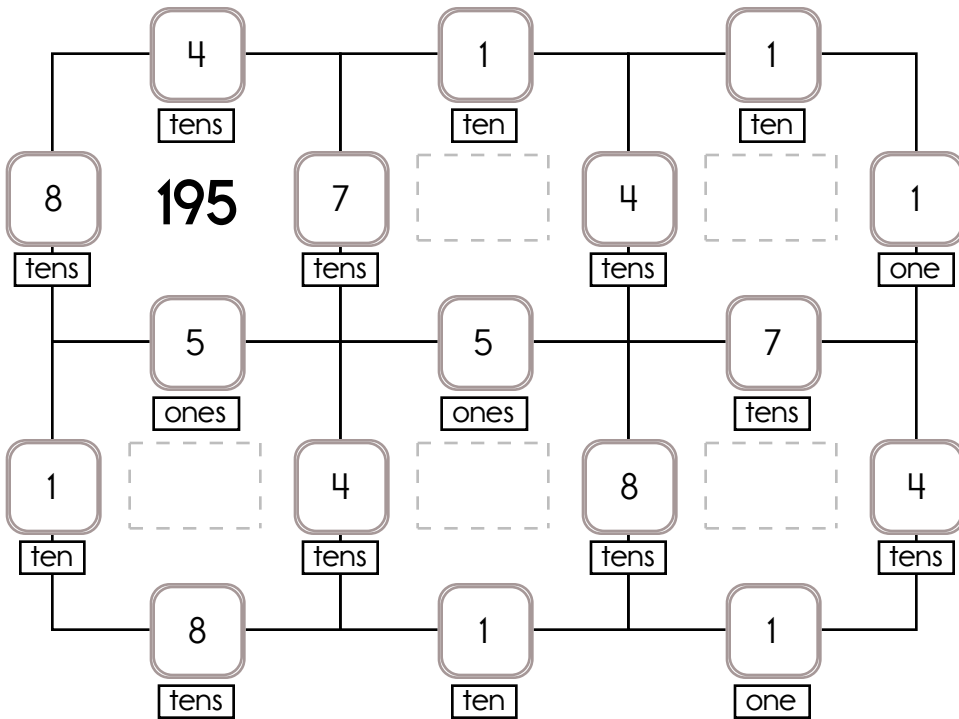 4 1 1
tens ten ten
8 195 7 4 1
tens tens tens one
5 5 7
ones ones tens
1 4 8 4
ten tens tens tens
8 1 1
tens ten one